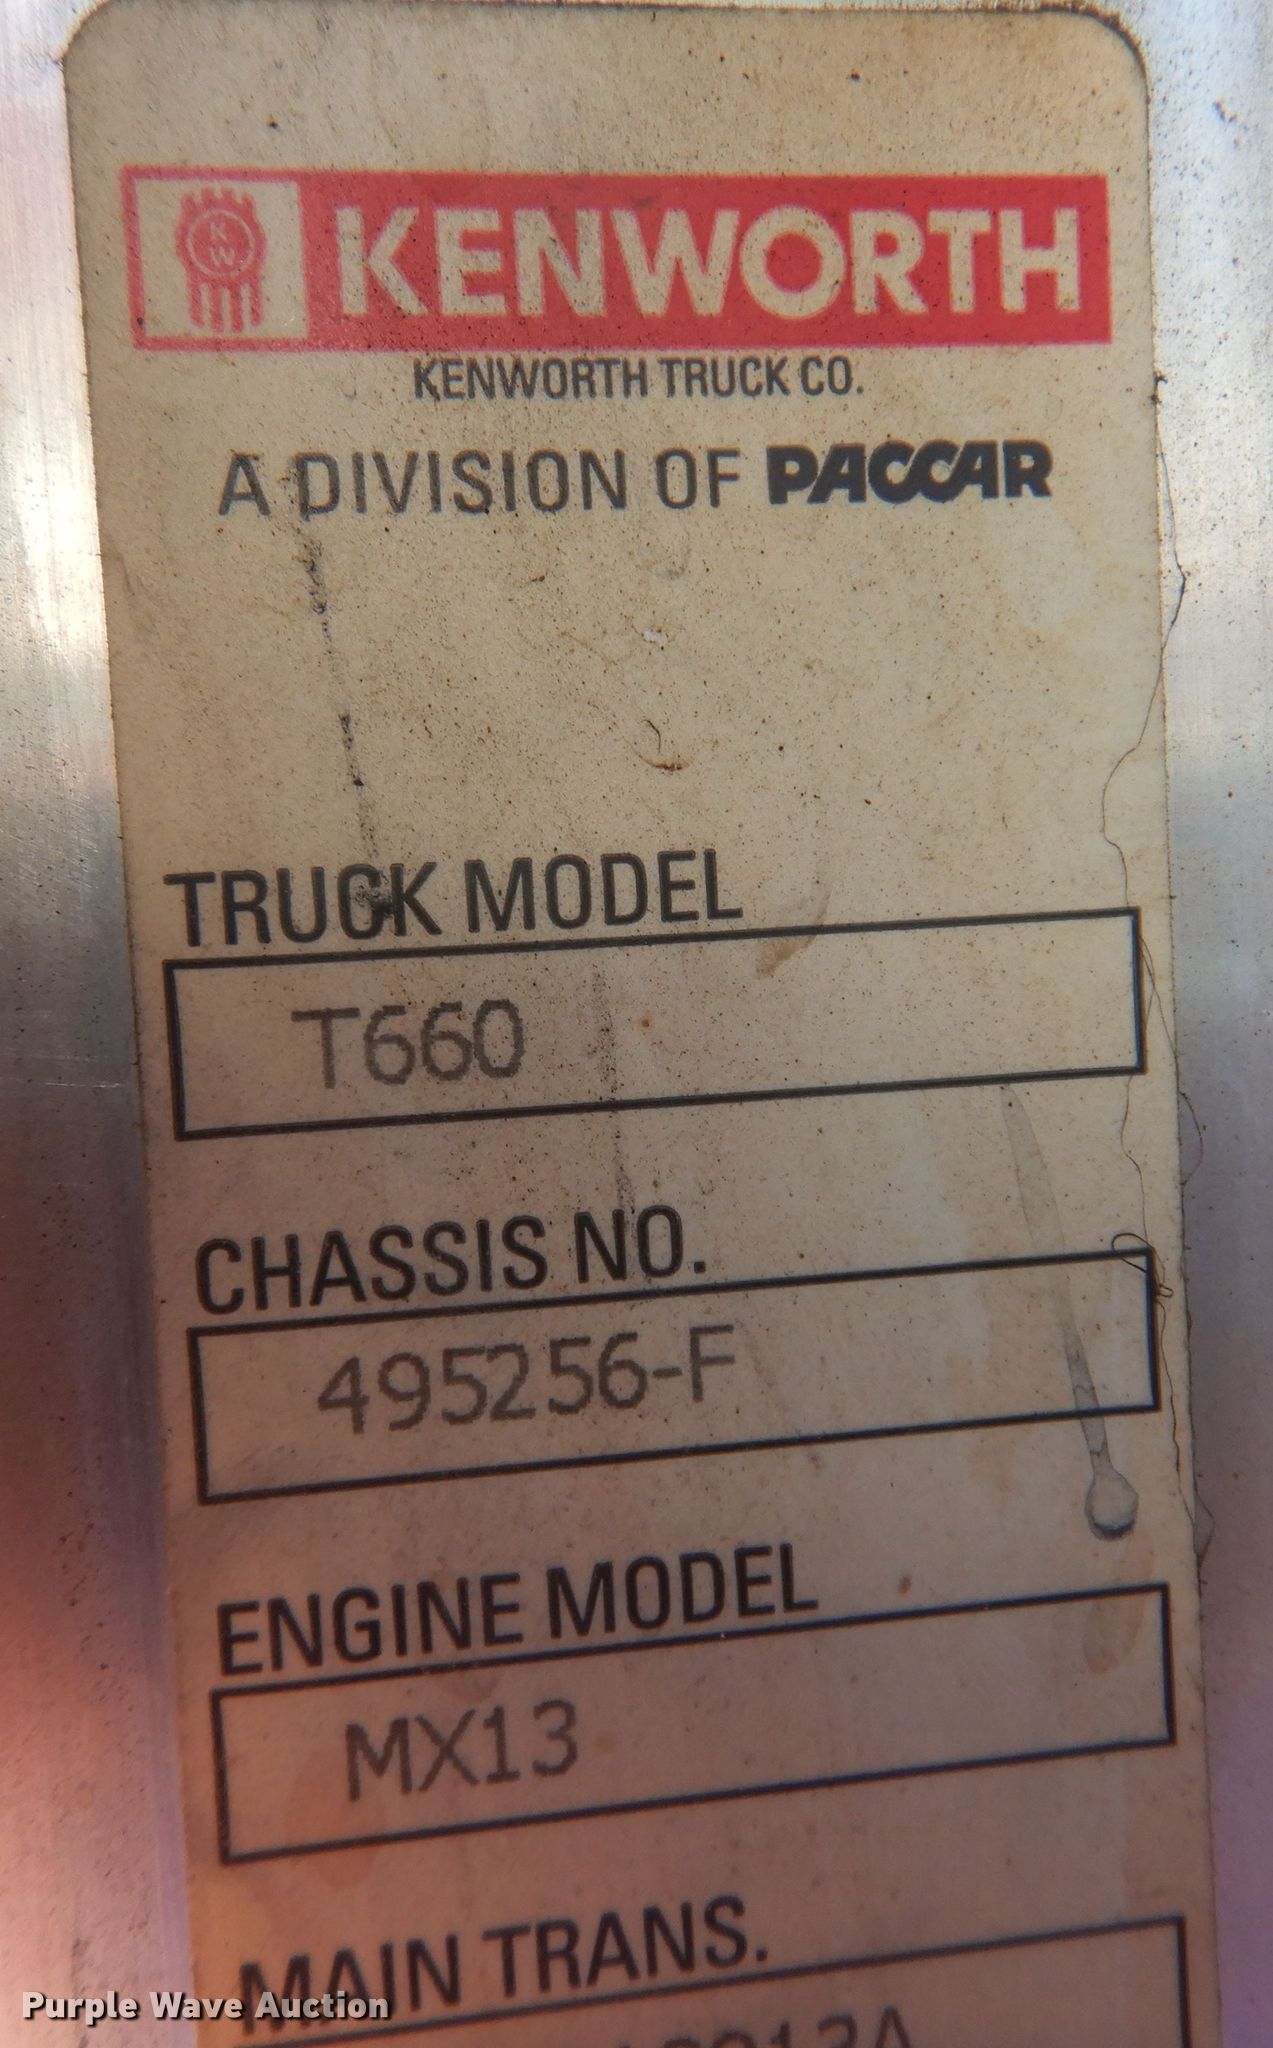 KW
KENWORTH
KENWORTH TRUCK CO.
A DIVISION OF PACCAR
TRUCK MODEL
T660
CHASSIS NO.
495256-F
ENGINE MODEL
MX13
MAIN TRANS.
Purple Wave Auction